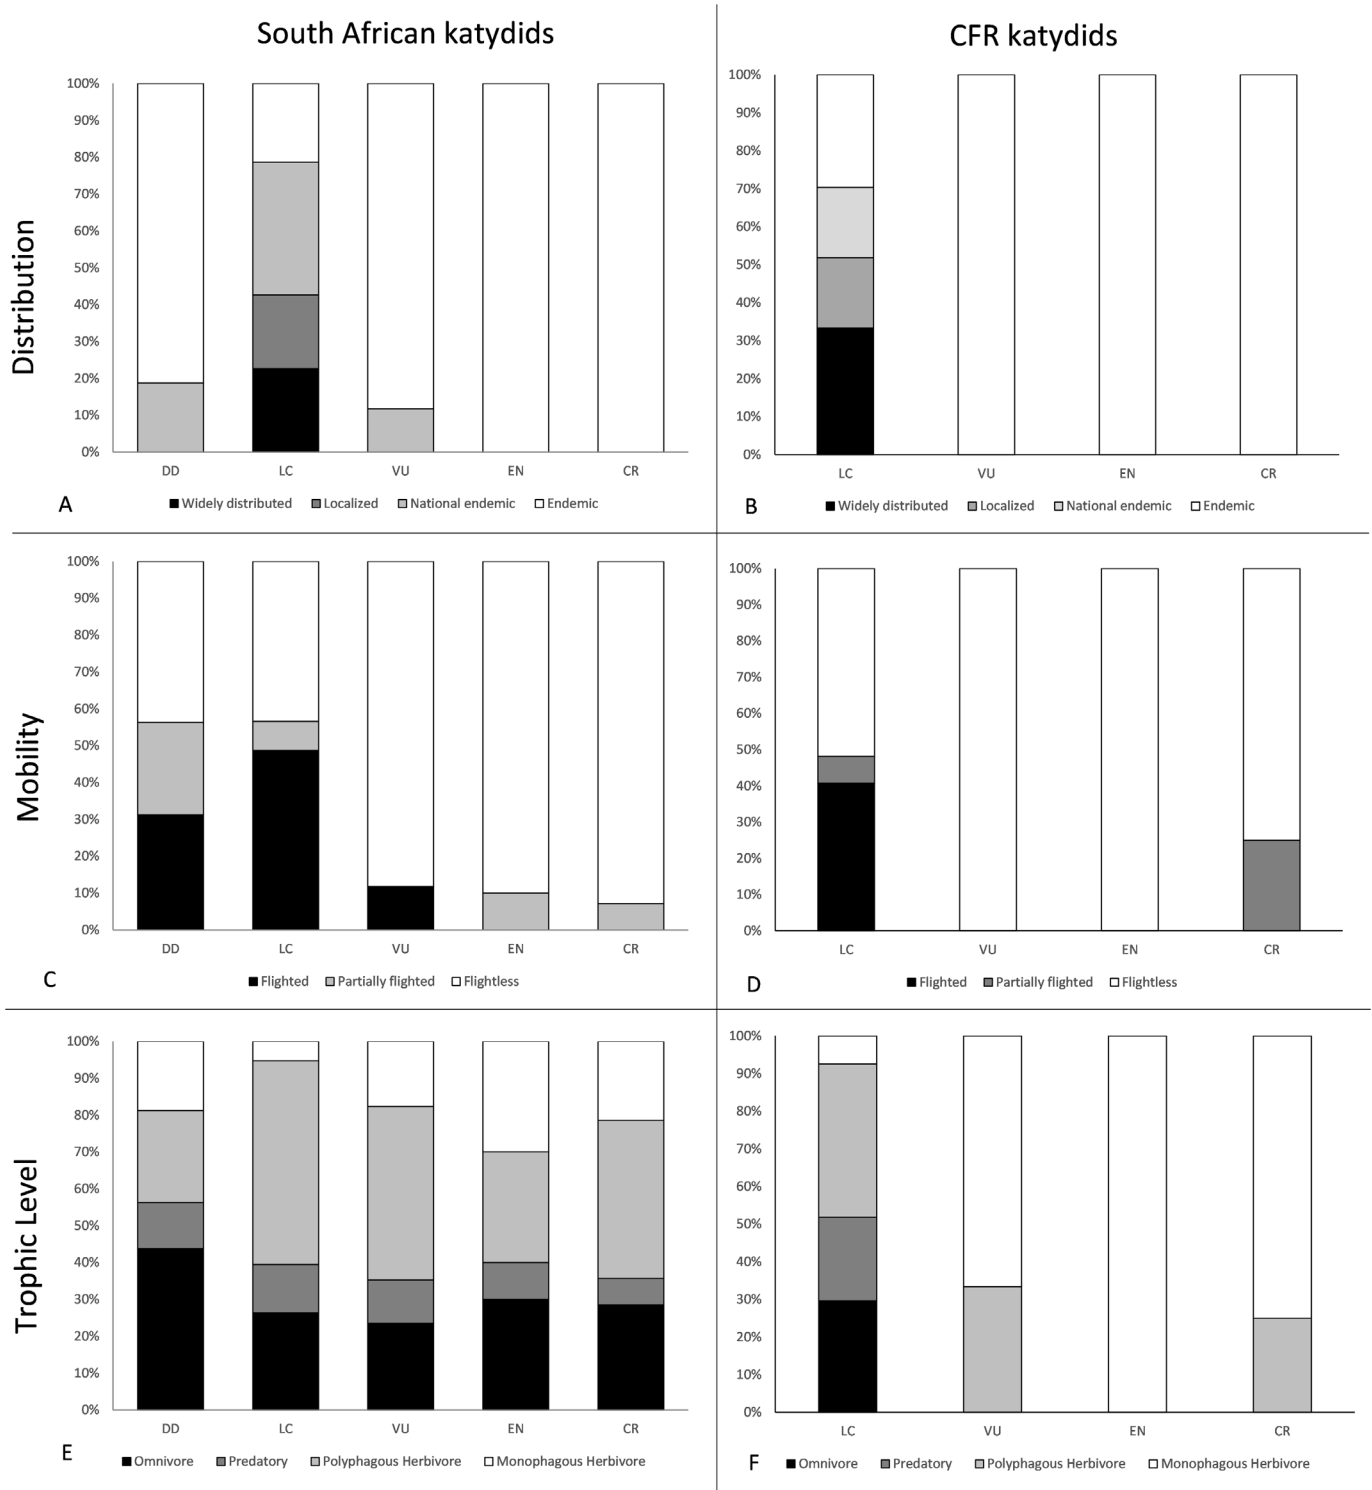 South African katydids
CFR katydids
Distribution
100%
90%
80%
70%
60%
50%
40%
30%
20%
10%
0%
DD LC VU EN CR
A
Widely distributed Localized National endemic Endemic
100%
90%
80%
70%
60%
50%
40%
30%
20%
10%
0%
LC VU EN CR
B
Widely distributed Localized National endemic Endemic
Mobility
100%
90%
80%
70%
60%
50%
40%
30%
20%
10%
0%
DD LC VU EN CR
C
Flighted Partially flighted Flightless
100%
90%
80%
70%
60%
50%
40%
30%
20%
10%
0%
LC VU EN CR
D
Flighted Partially flighted Flightless
Trophic Level
100%
90%
80%
70%
60%
50%
40%
30%
20%
10%
0%
DD LC VU EN CR
E
Omnivore Predatory Polyphagous Herbivore Monophagous Herbivore
100%
90%
80%
70%
60%
50%
40%
30%
20%
10%
0%
LC VU EN CR
F
Omnivore Predatory Polyphagous Herbivore Monophagous Herbivore